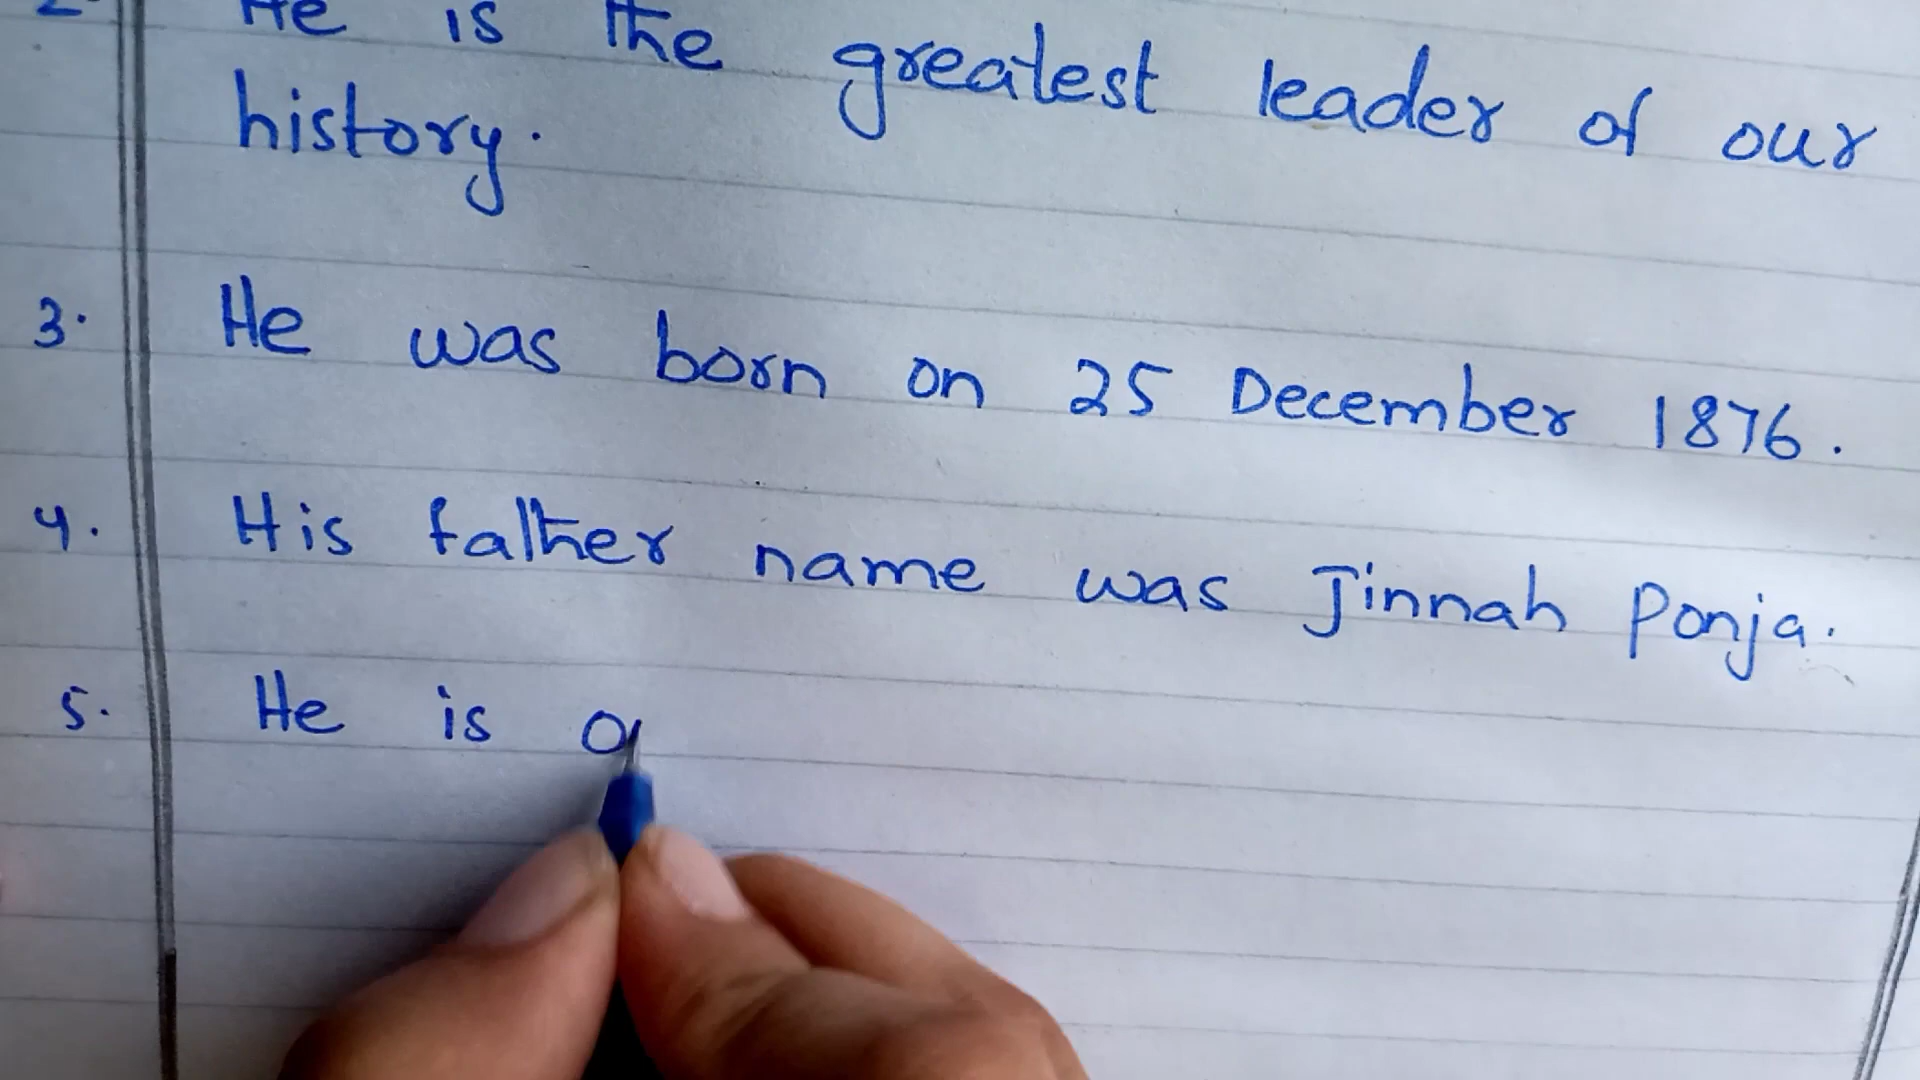 He is the greatest leader of our
history.
3. He was born on 25 December 1876.
4. His father name was Jinnah Ponja.
5. He is